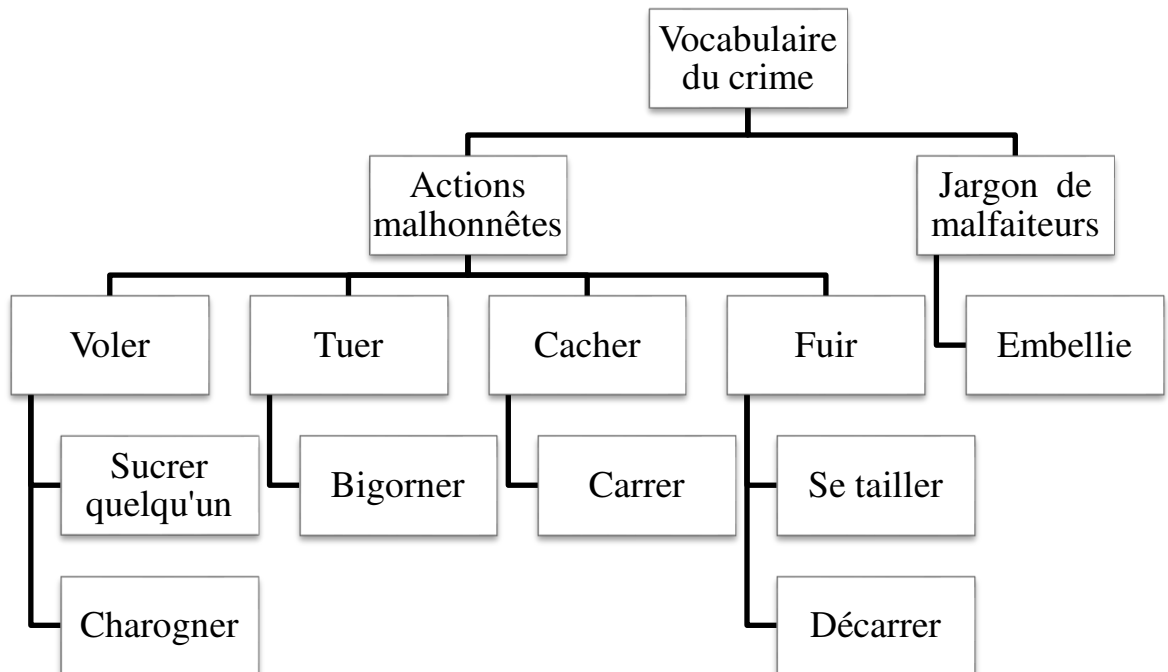 Vocabulaire
du crime
Actions
malhonnêtes
Jargon de
malfaiteurs
Voler
Tuer
Cacher
Fuir
Embellie
Sucrer
quelqu'un
Bigorner
Carrer
Se tailler
Charogner
Décarrer